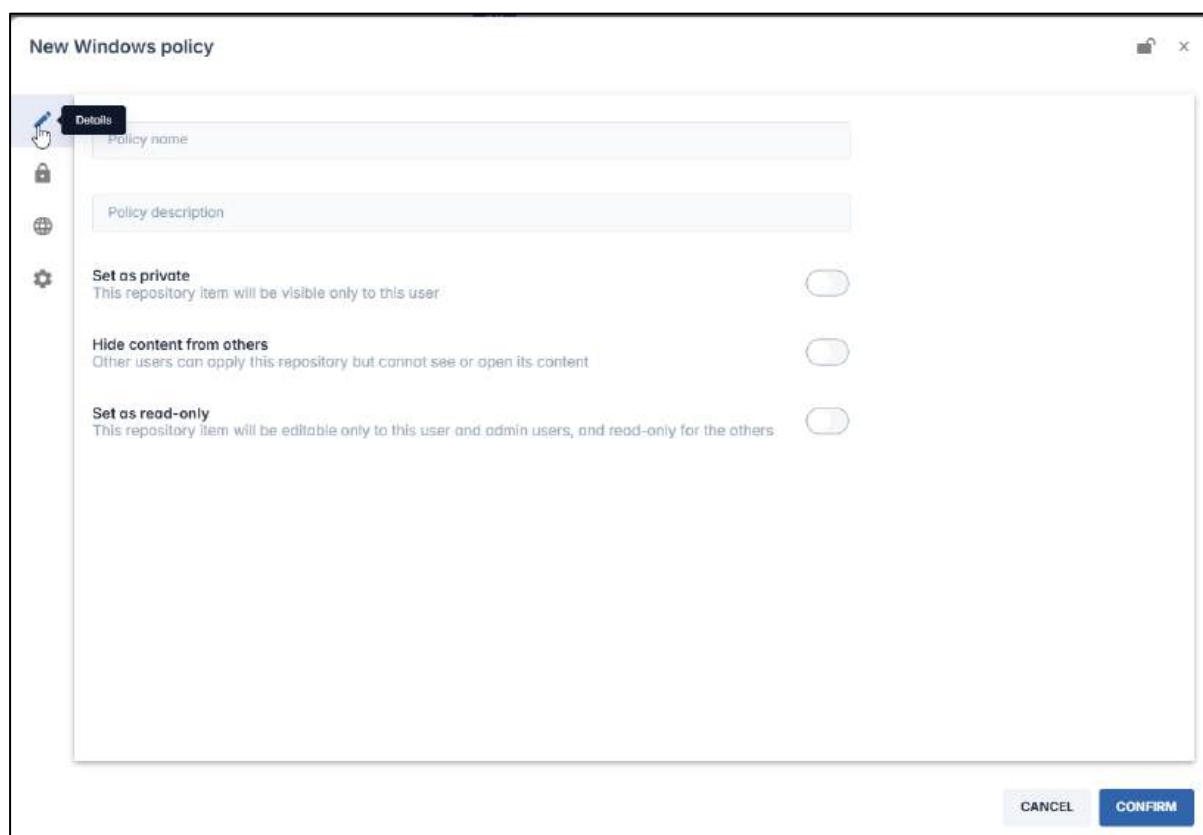 New Windows policy
Details
Policy name
Policy description
Set as private
This repository item will be visible only to this user
Hide content from others
Other users can apply this repository but cannot see or open its content
Set as read-only
This repository item will be editable only to this user and admin users, and read-only for the others
CANCEL
CONFIRM